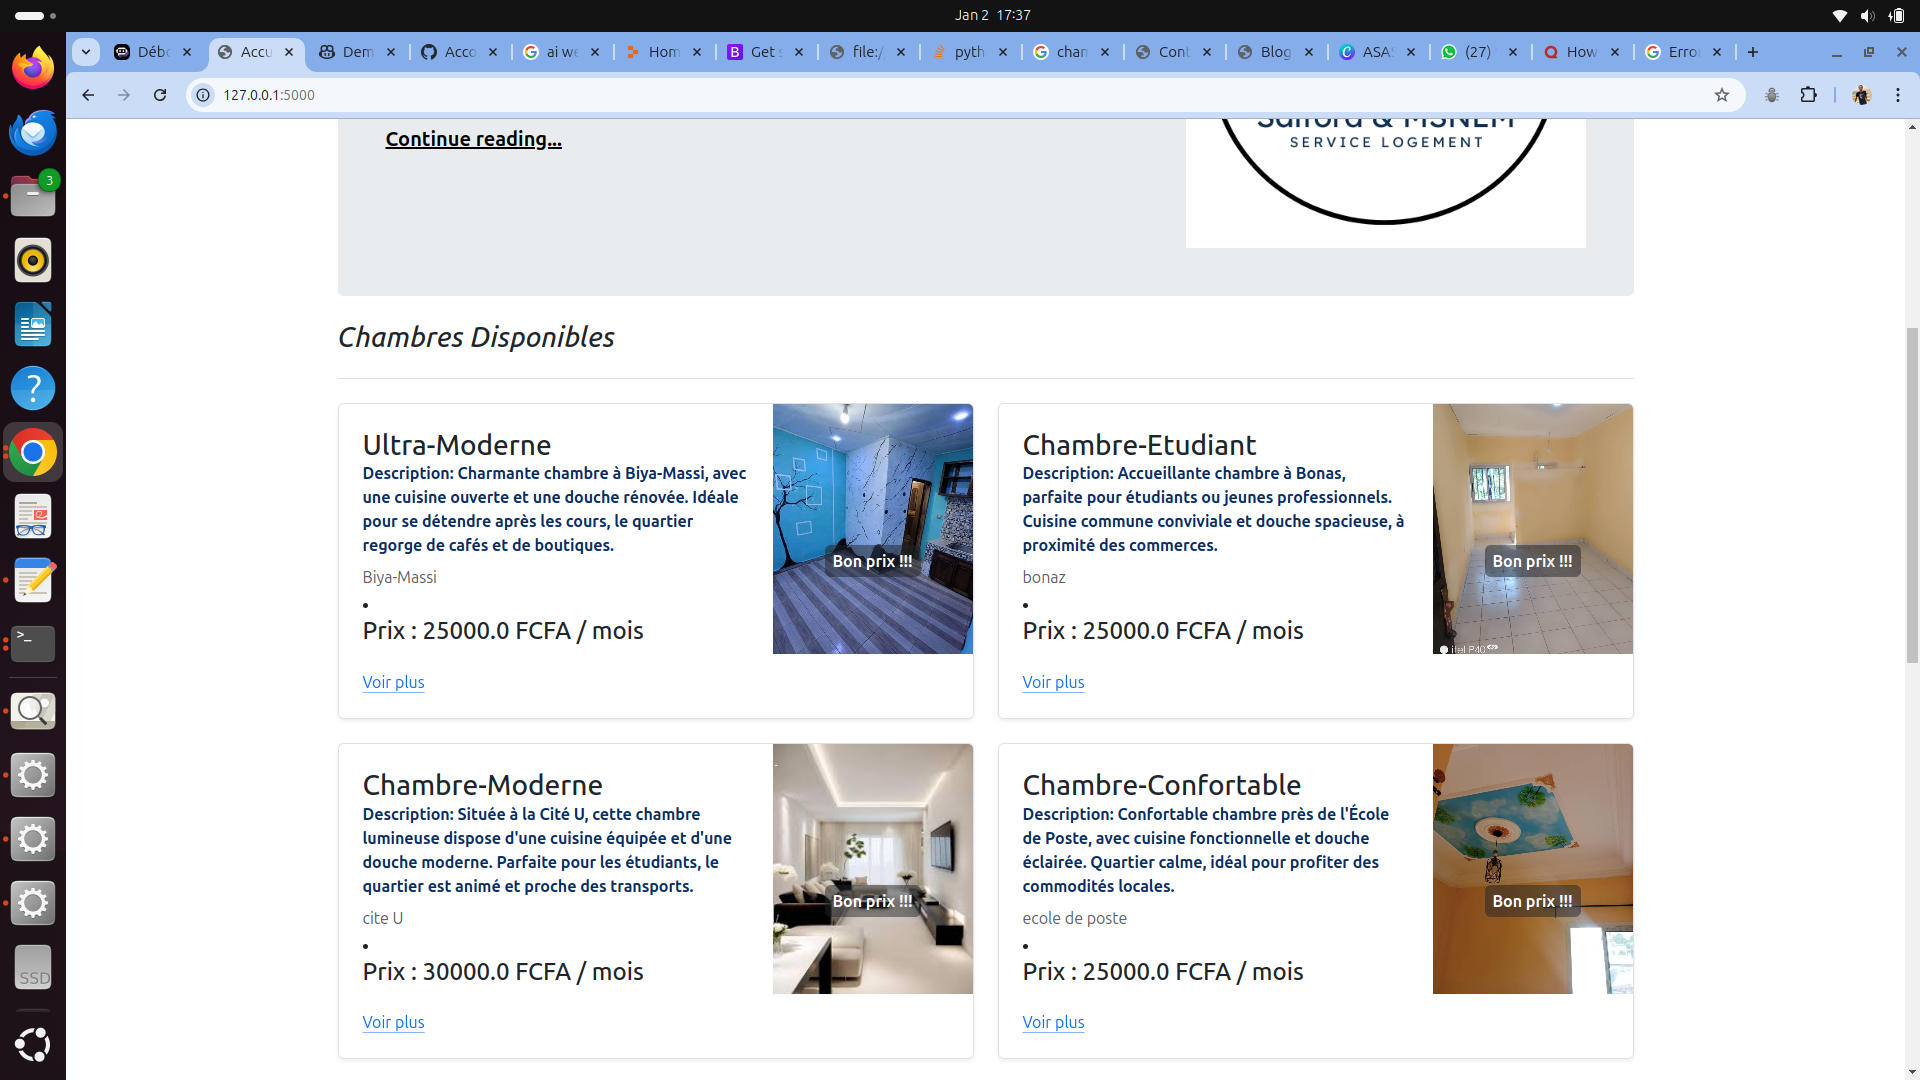 Jan 2 17:37
3
Débo
Accu
Dem
Acco
ai we
Hom
Get s
file:/
pyth
chan
Cont
Blog
ASAS
(27)
How
Erro
127.0.0.1:5000
Continue reading...
Salford & MSNEM
SERVICE LOGEMENT
Chambres Disponibles
Ultra-Moderne
Description: Charmante chambre à Biya-Massi, avec
une cuisine ouverte et une douche rénovée. Idéale
pour se détendre après les cours, le quartier
regorge de cafés et de boutiques.
Biya-Massi
Prix : 25000.0 FCFA / mois
Voir plus
Bon prix !!!
Chambre-Etudiant
Description: Accueillante chambre à Bonas,
parfaite pour étudiants ou jeunes professionnels.
Cuisine commune conviviale et douche spacieuse, à
proximité des commerces.
bonaz
Prix : 25000.0 FCFA / mois
Voir plus
Bon prix !!!
itel P40
Chambre-Moderne
Description: Située à la Cité U, cette chambre
lumineuse dispose d'une cuisine équipée et d'une
douche moderne. Parfaite pour les étudiants, le
quartier est animé et proche des transports.
cite U
Prix : 30000.0 FCFA / mois
Voir plus
Bon prix !!!
Chambre-Confortable
Description: Confortable chambre près de l'École
de Poste, avec cuisine fonctionnelle et douche
éclairée. Quartier calme, idéal pour profiter des
commodités locales.
ecole de poste
Prix : 25000.0 FCFA / mois
Voir plus
Bon prix !!!
SSD